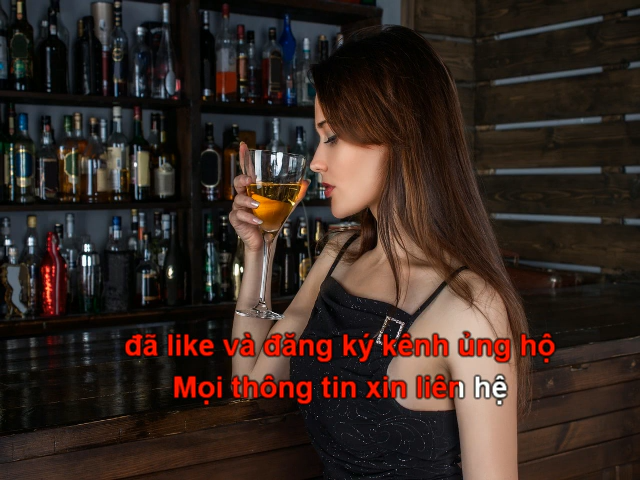 đã like và đăng ký kênh ủng hộ
Mọi thông tin xin liên hệ